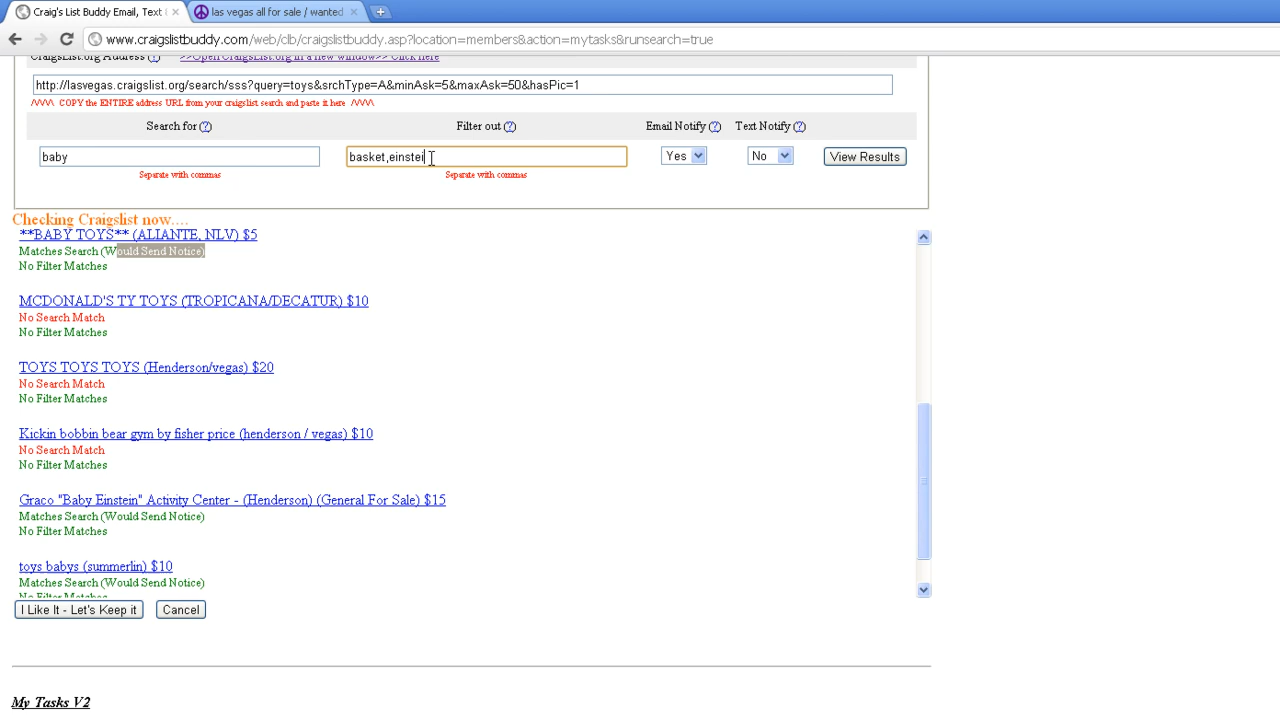 Craig's List Buddy Email, Text & × las vegas all for sale / wanted ×
www.craigslistbuddy.com/web/clb/craigslistbuddy.asp?location=members&action=mytasks&runsearch=true
CraigsList.org Address (?) >>Open CraigsList.org in a new window>> Click Here
http://lasvegas.craigslist.org/search/sss?query=toys&srchType=A&minAsk=5&maxAsk=50&hasPic=1
/\/\/\/\/\ COPY the ENTIRE address URL from your craigslist search and paste it here /\/\/\/\/\
Search for (?) Filter out (?) Email Notify (?) Text Notify (?)
baby basket,einstei Yes No View Results
Separate with commas Separate with commas
Checking Craigslist now....
**BABY TOYS** (ALIANTE, NLV) $5
Matches Search (Would Send Notice)
No Filter Matches
MCDONALD'S TY TOYS (TROPICANA/DECATUR) $10
No Search Match
No Filter Matches
TOYS TOYS TOYS (Henderson/vegas) $20
No Search Match
No Filter Matches
Kickin bobbin bear gym by fisher price (henderson / vegas) $10
No Search Match
No Filter Matches
Graco "Baby Einstein" Activity Center - (Henderson) (General For Sale) $15
Matches Search (Would Send Notice)
No Filter Matches
toys babys (summerlin) $10
Matches Search (Would Send Notice)
No Filter Matches
I Like It - Let's Keep it Cancel
My Tasks V2